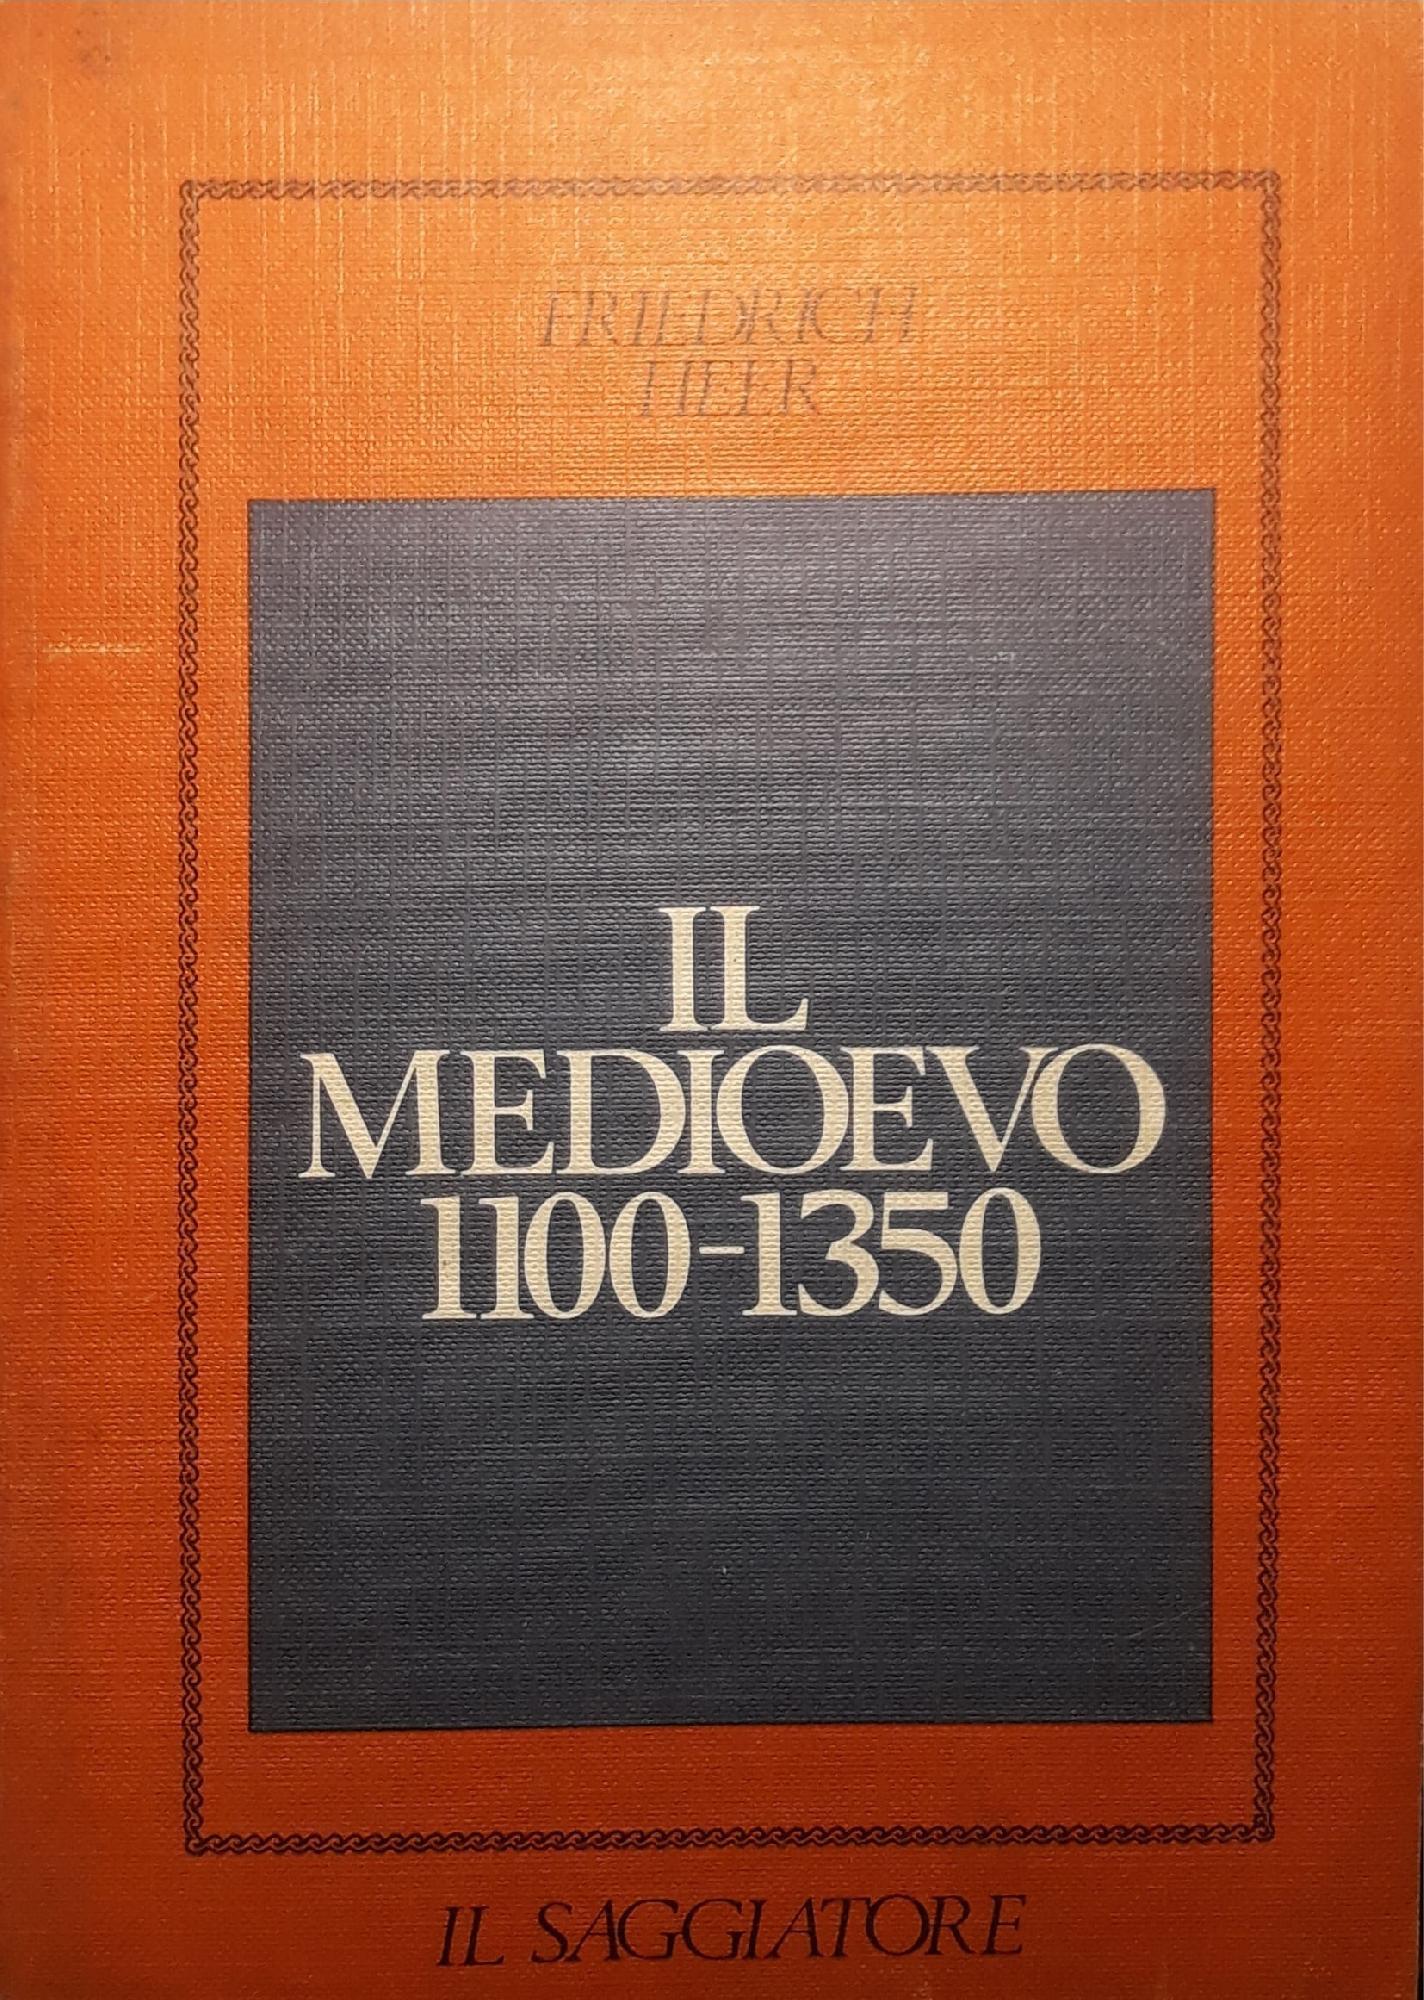 FRIEDRICH
HEER
IL
MEDIOEVO
1100-1350
IL SAGGIATORE